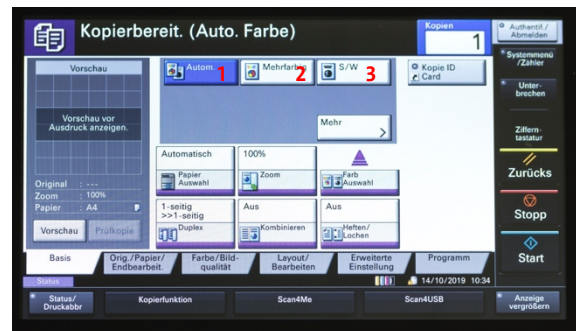 Kopierbereit. (Auto. Farbe)
Kopien
1
Authentif./
Abmelden
Systemmenü
/Zähler
Unter-
brechen
Ziffern-
tastatur
Zurücks
Stopp
Start
Vorschau
Vorschau vor
Ausdruck anzeigen.
Original : ---
Zoom : 100%
Papier : A4
Vorschau
Prüfkopie
Autom. 1
Mehrfarbig 2
S/W 3
Kopie ID
Card
Mehr
Automatisch
Papier
Auswahl
100%
Zoom
Farb
Auswahl
1-seitig
>>1-seitig
Duplex
Aus
Kombinieren
Aus
Heften/
Lochen
Basis
Orig./Papier/
Endbearbeit.
Farbe/Bild-
qualität
Layout/
Bearbeiten
Erweiterte
Einstellung
Programm
Status
14/10/2019 10:34
Status/
Druckabbr
Kopierfunktion
Scan4Me
Scan4USB
Anzeige
vergrößern